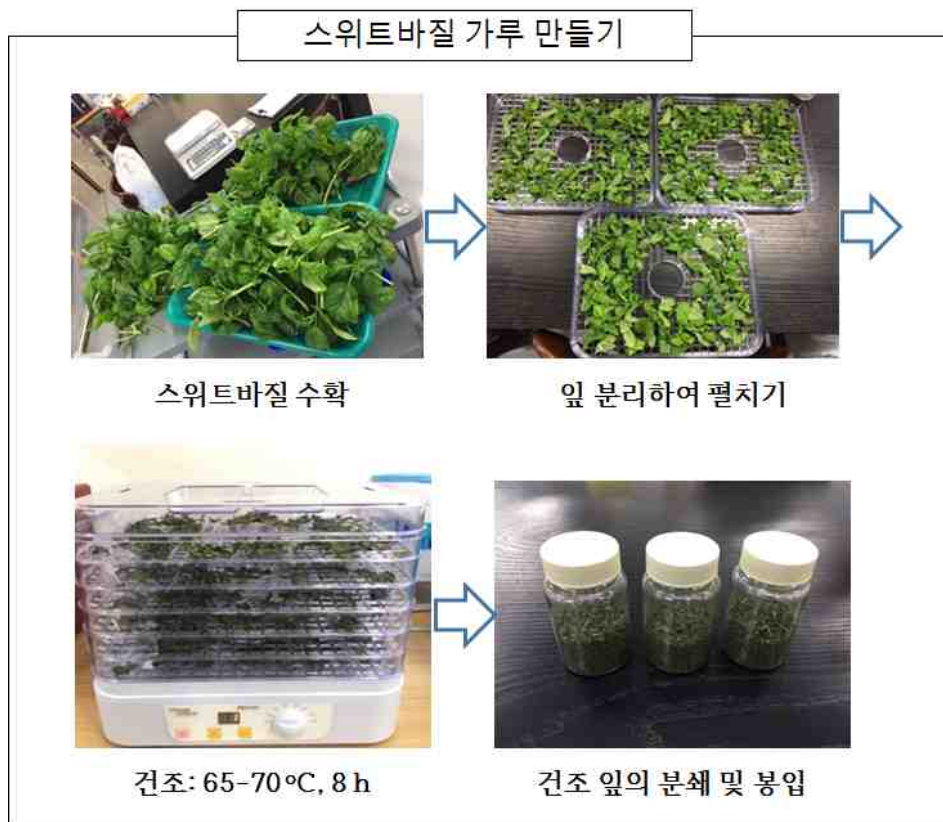 스위트바질 가루 만들기
스위트바질 수확
잎 분리하여 펼치기
건조: 65-70℃, 8 h
건조 잎의 분쇄 및 봉입